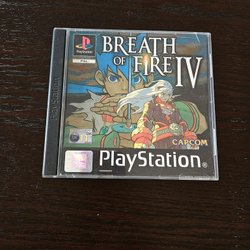 BREATH
OF FIRE IV
CAPCOM
PlayStation